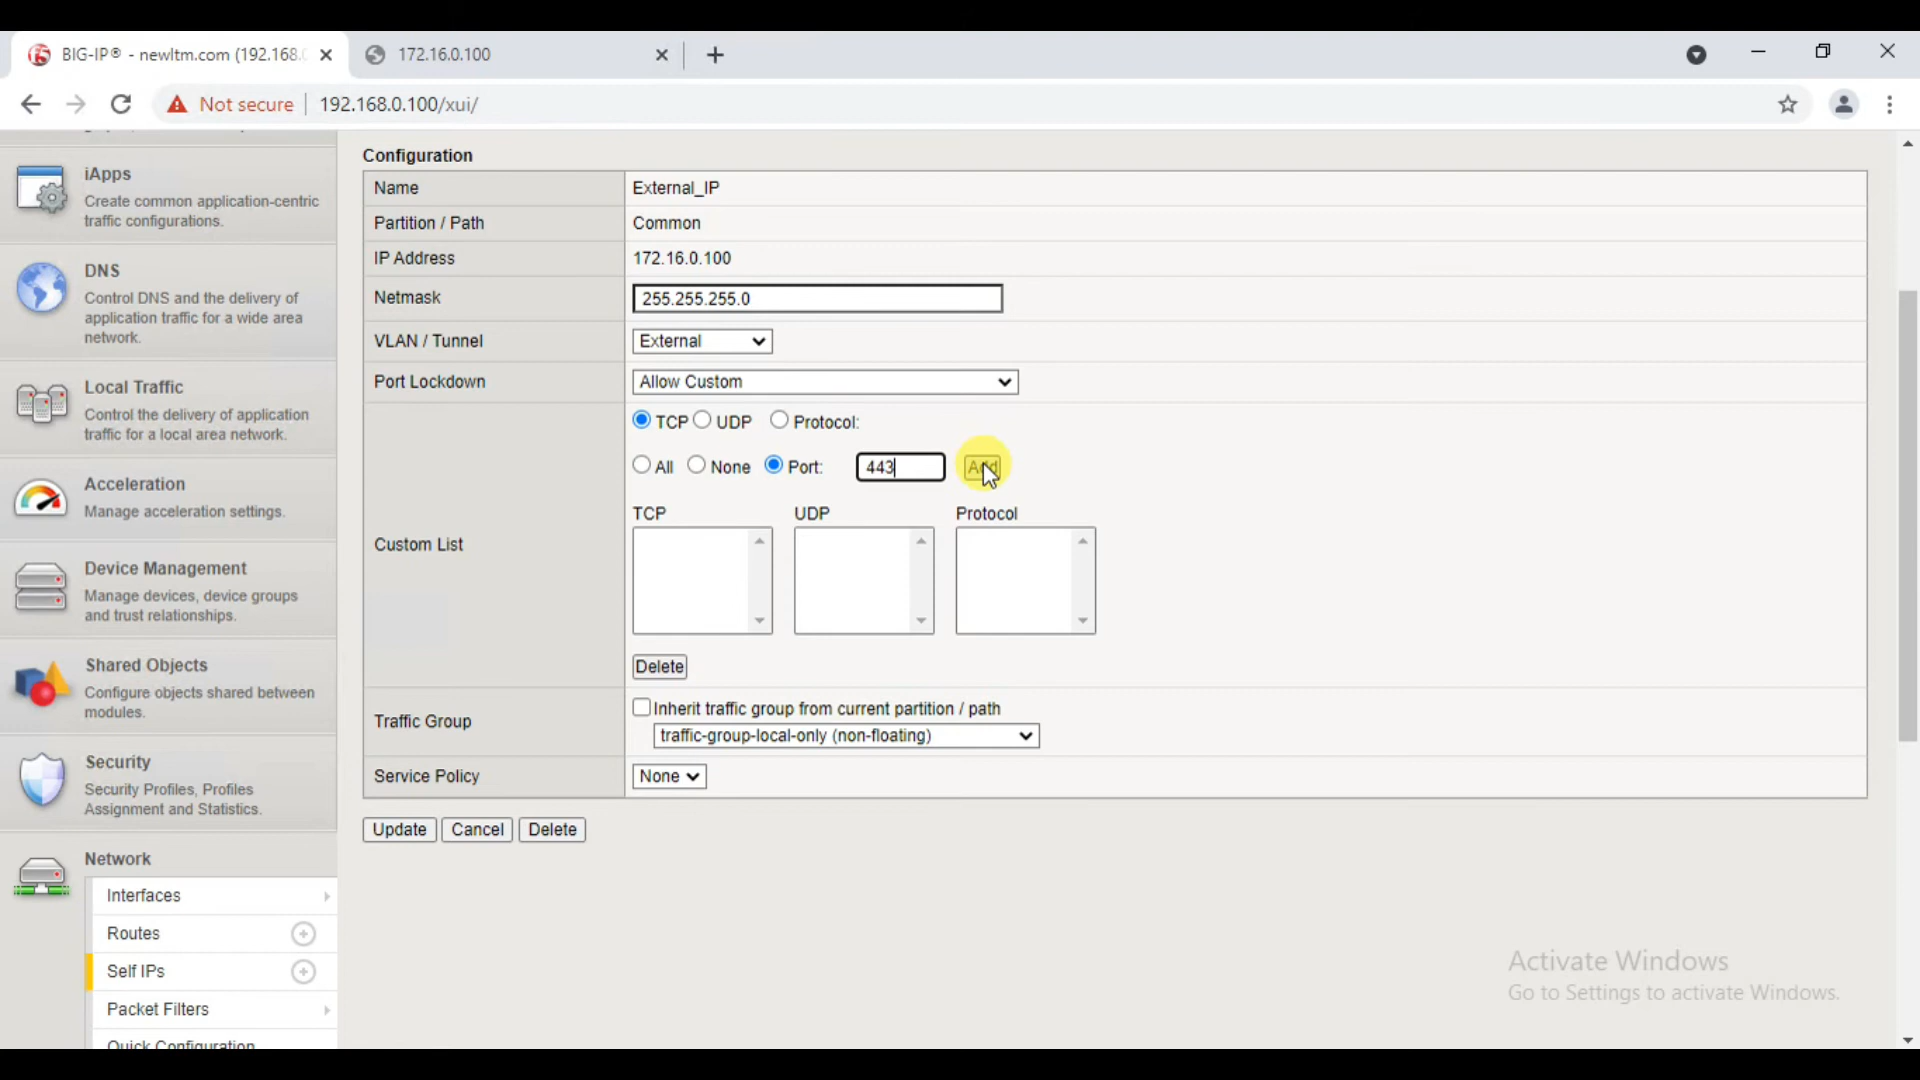 BIG-IP® - newltm.com (192.168.0
172.16.0.100
Not secure
192.168.0.100/xui/
iApps
Create common application-centric
traffic configurations.
DNS
Control DNS and the delivery of
application traffic for a wide area
network.
Local Traffic
Control the delivery of application
traffic for a local area network.
Acceleration
Manage acceleration settings.
Device Management
Manage devices, device groups
and trust relationships.
Shared Objects
Configure objects shared between
modules.
Security
Security Profiles, Profiles
Assignment and Statistics.
Network
Interfaces
Routes
Self IPs
Packet Filters
Quick Configuration
Configuration
Name
External_IP
Partition / Path
Common
IP Address
172.16.0.100
Netmask
255.255.255.0
VLAN / Tunnel
External
Port Lockdown
Allow Custom
Custom List
TCP UDP Protocol:
All None Port: 443 Add
TCP UDP Protocol
Delete
Traffic Group
Inherit traffic group from current partition / path
traffic-group-local-only (non-floating)
Service Policy
None
Update Cancel Delete
Activate Windows
Go to Settings to activate Windows.